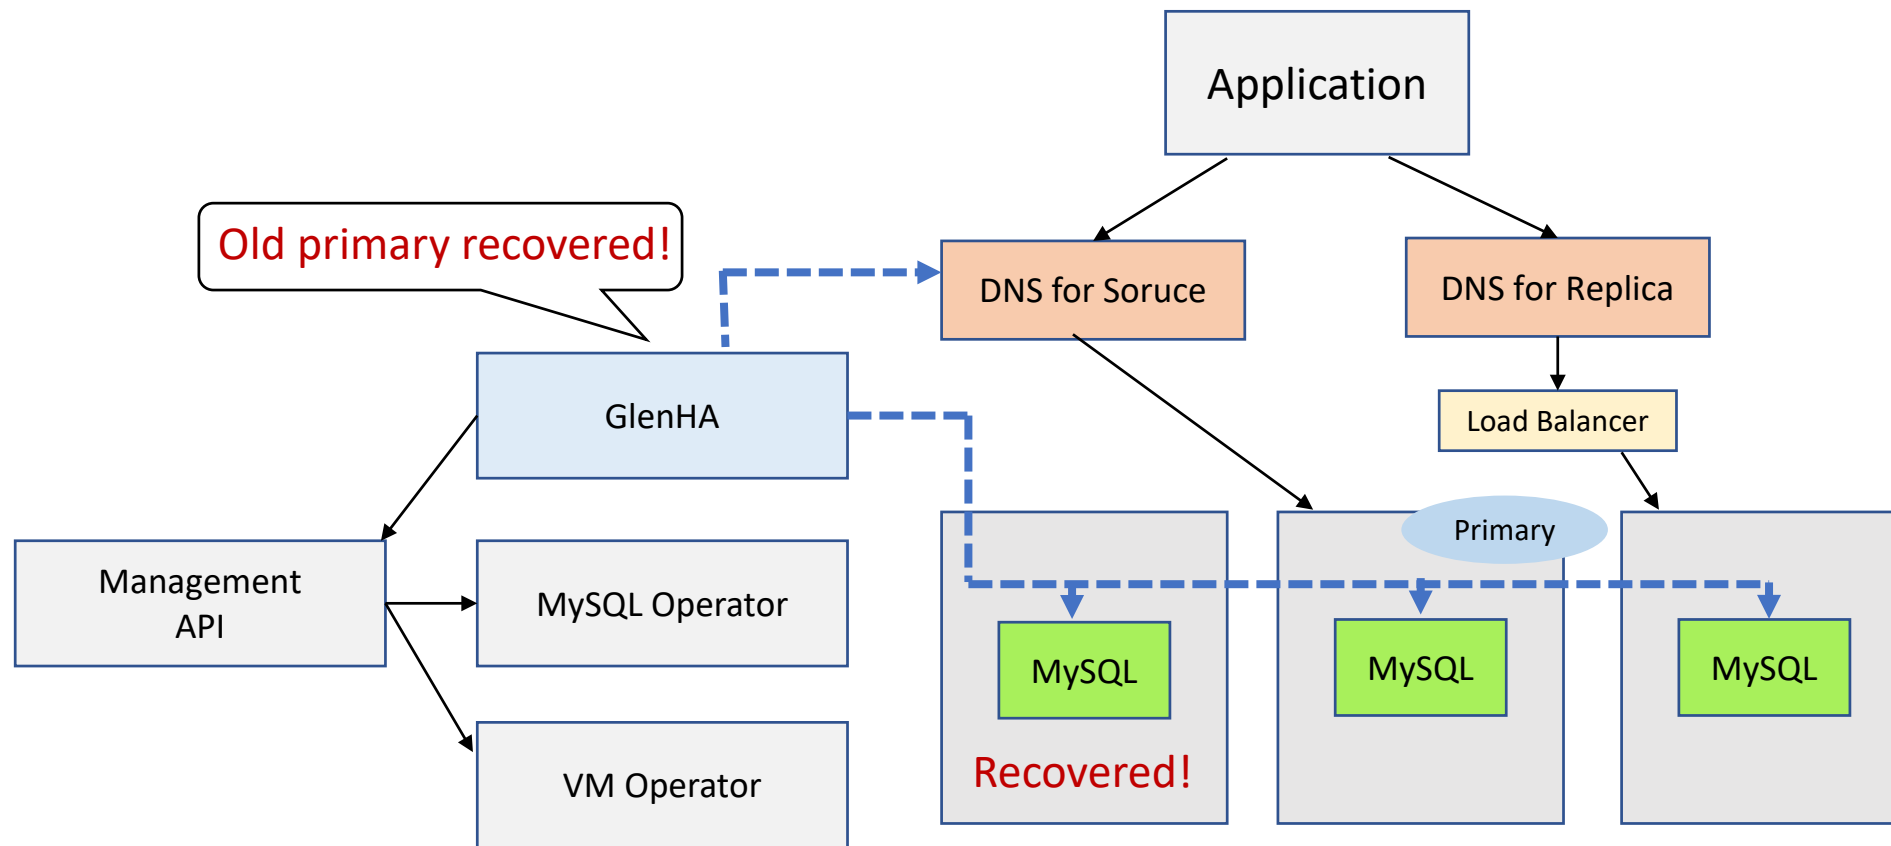 Application
Old primary recovered!
DNS for Soruce
DNS for Replica
GlenHA
Load Balancer
Primary
Management
API
MySQL Operator
MySQL
MySQL
MySQL
Recovered!
VM Operator